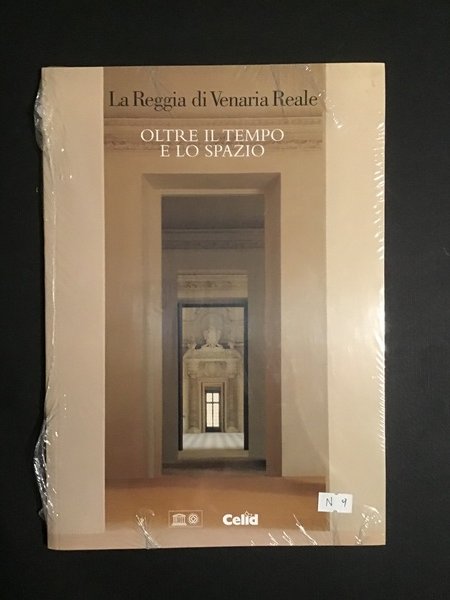 La Reggia di Venaria Reale
OLTRE IL TEMPO
E LO SPAZIO
Celid
N 9